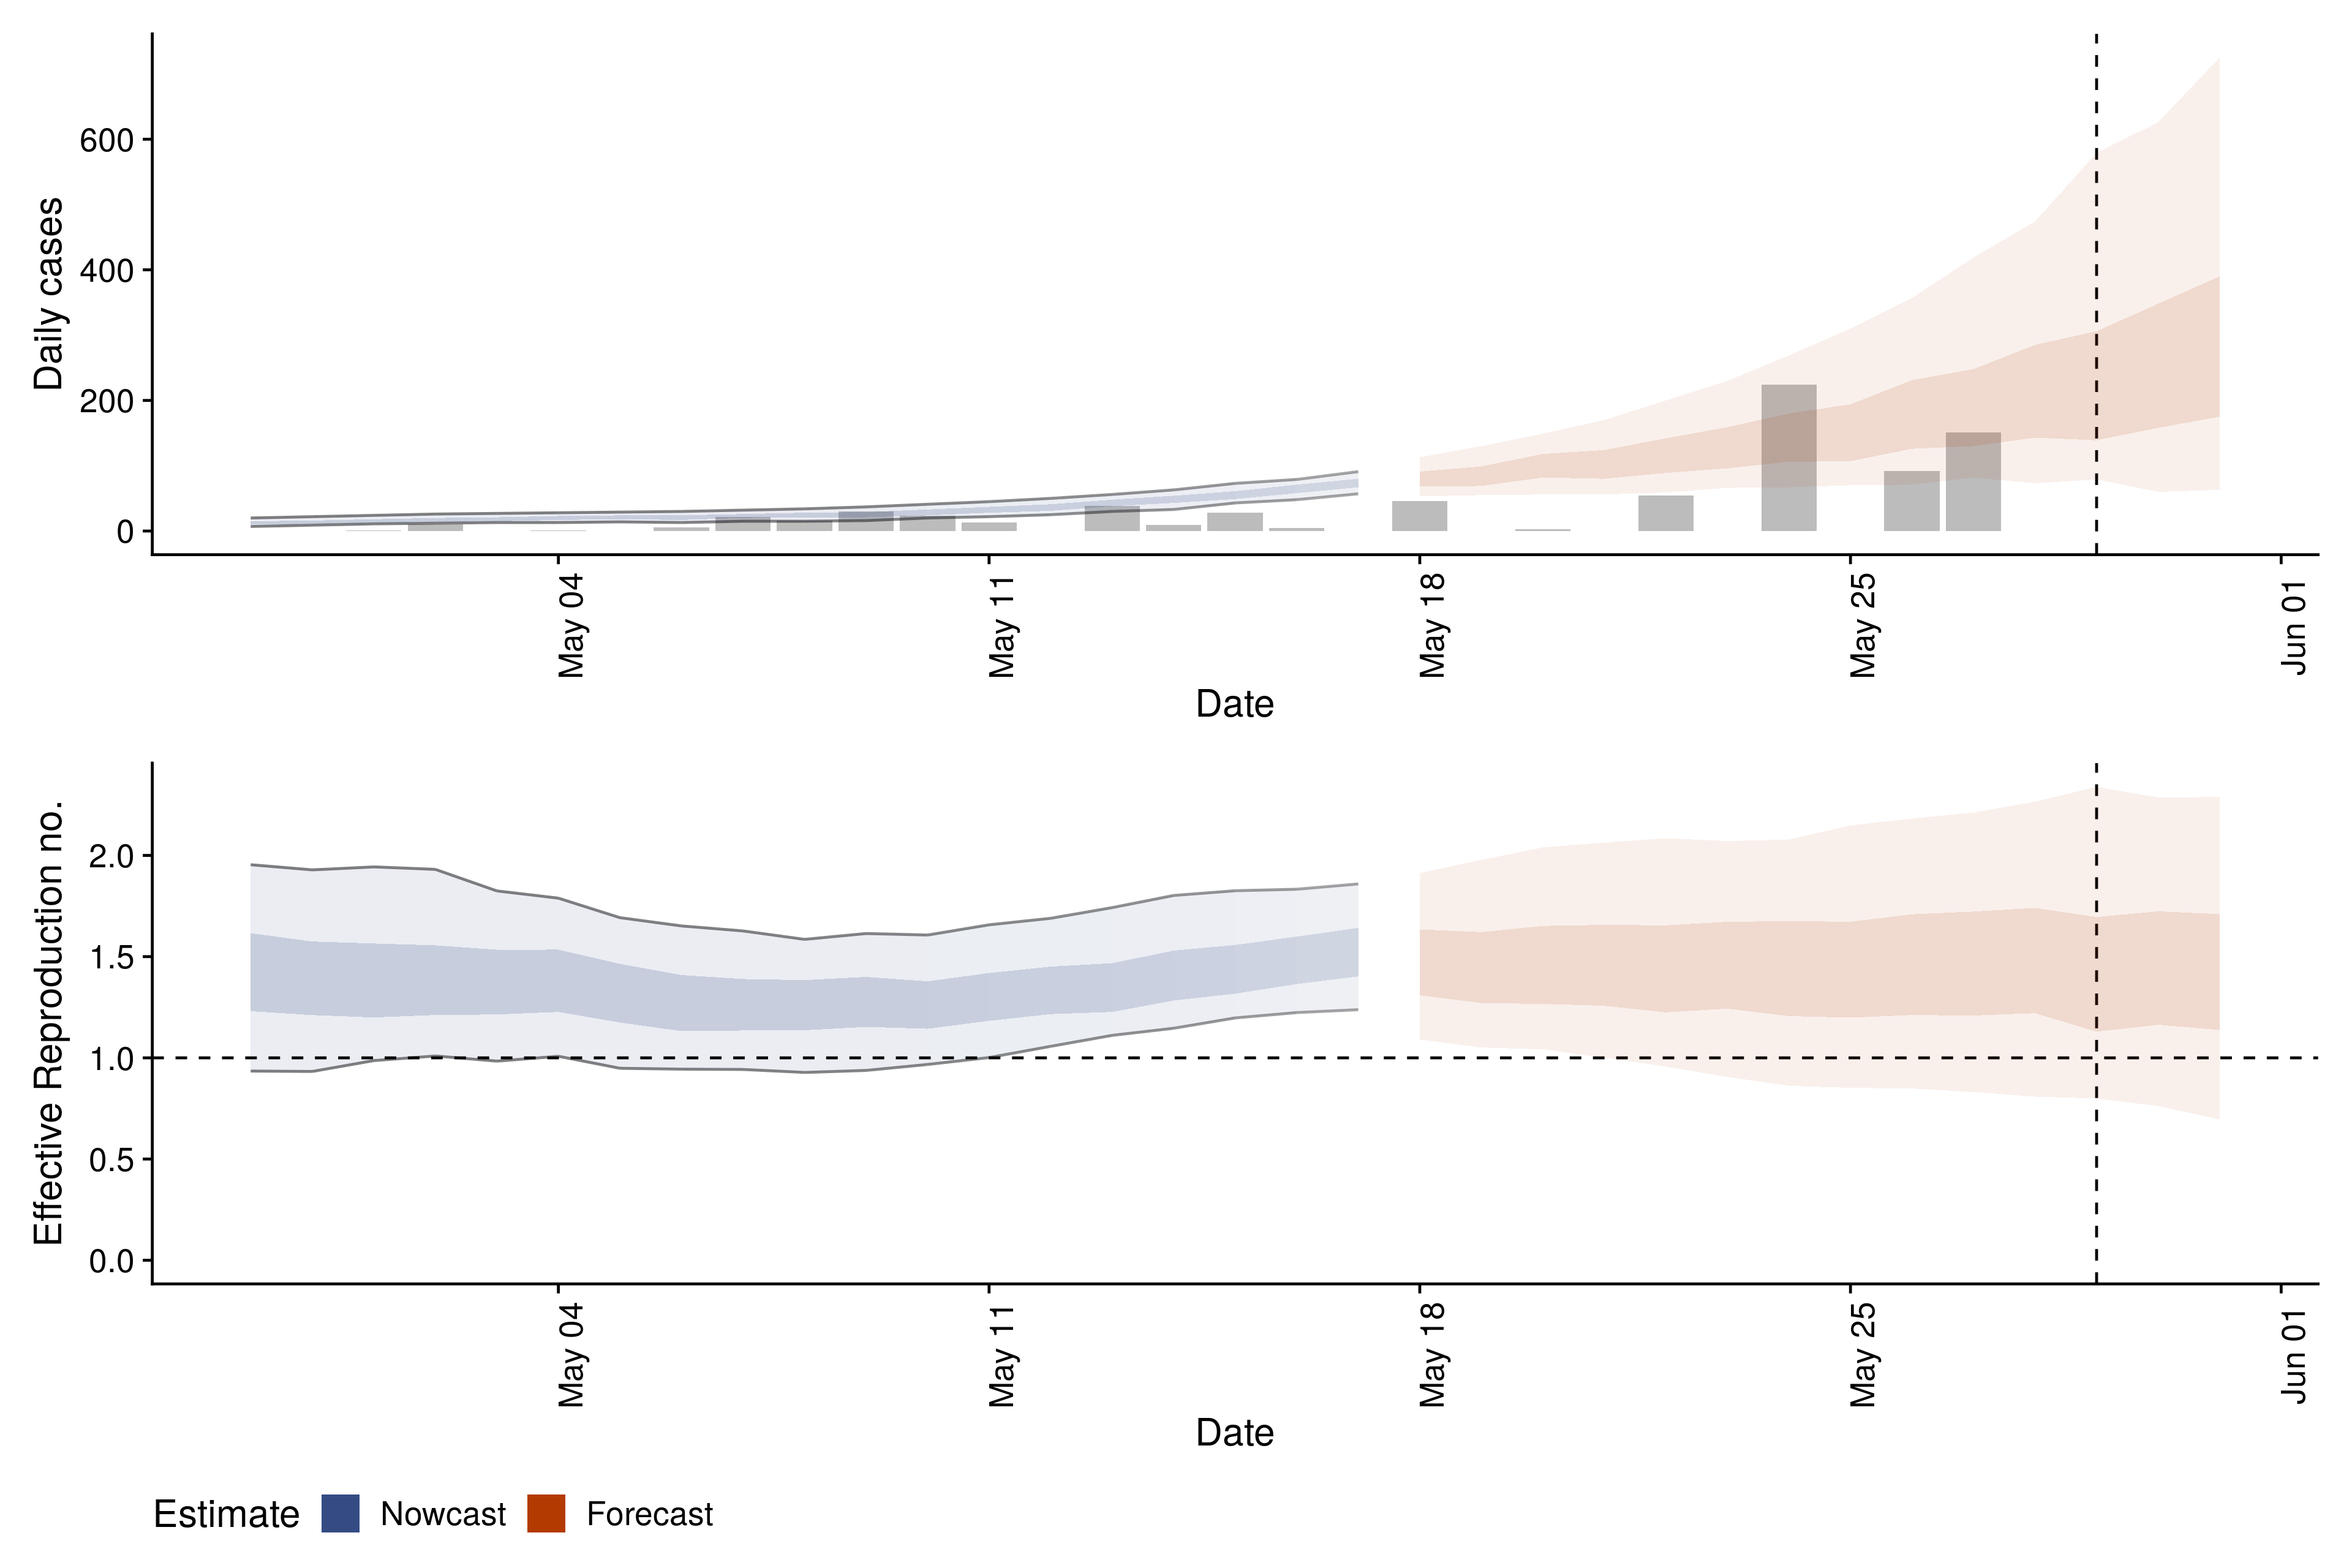 Daily cases
600
400
200
0
May 04
May 11
May 18
May 25
Jun 01
Date
Effective Reproduction no.
2.0
1.5
1.0
0.5
0.0
May 04
May 11
May 18
May 25
Jun 01
Date
Estimate Nowcast Forecast